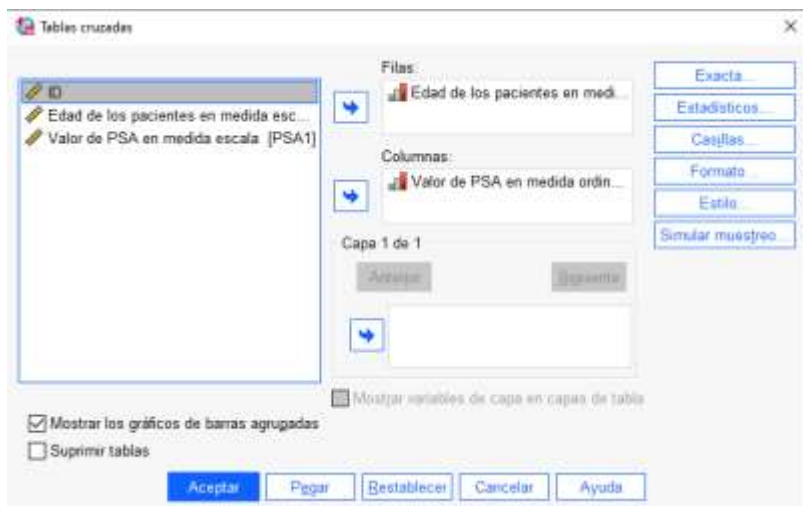 Tablas cruzadas
ID
Edad de los pacientes en medida esc...
Valor de PSA en medida escala [PSA1]
Filas:
Edad de los pacientes en medi...
Columnas:
Valor de PSA en medida ordin...
Capa 1 de 1
Anterior
Siguiente
Mostrar variables de capa en capas de tabla
Exacta...
Estadísticos...
Casillas...
Formato...
Estilo...
Simular muestreo...
Mostrar los gráficos de barras agrupadas
Suprimir tablas
Aceptar
Pegar
Restablecer
Cancelar
Ayuda